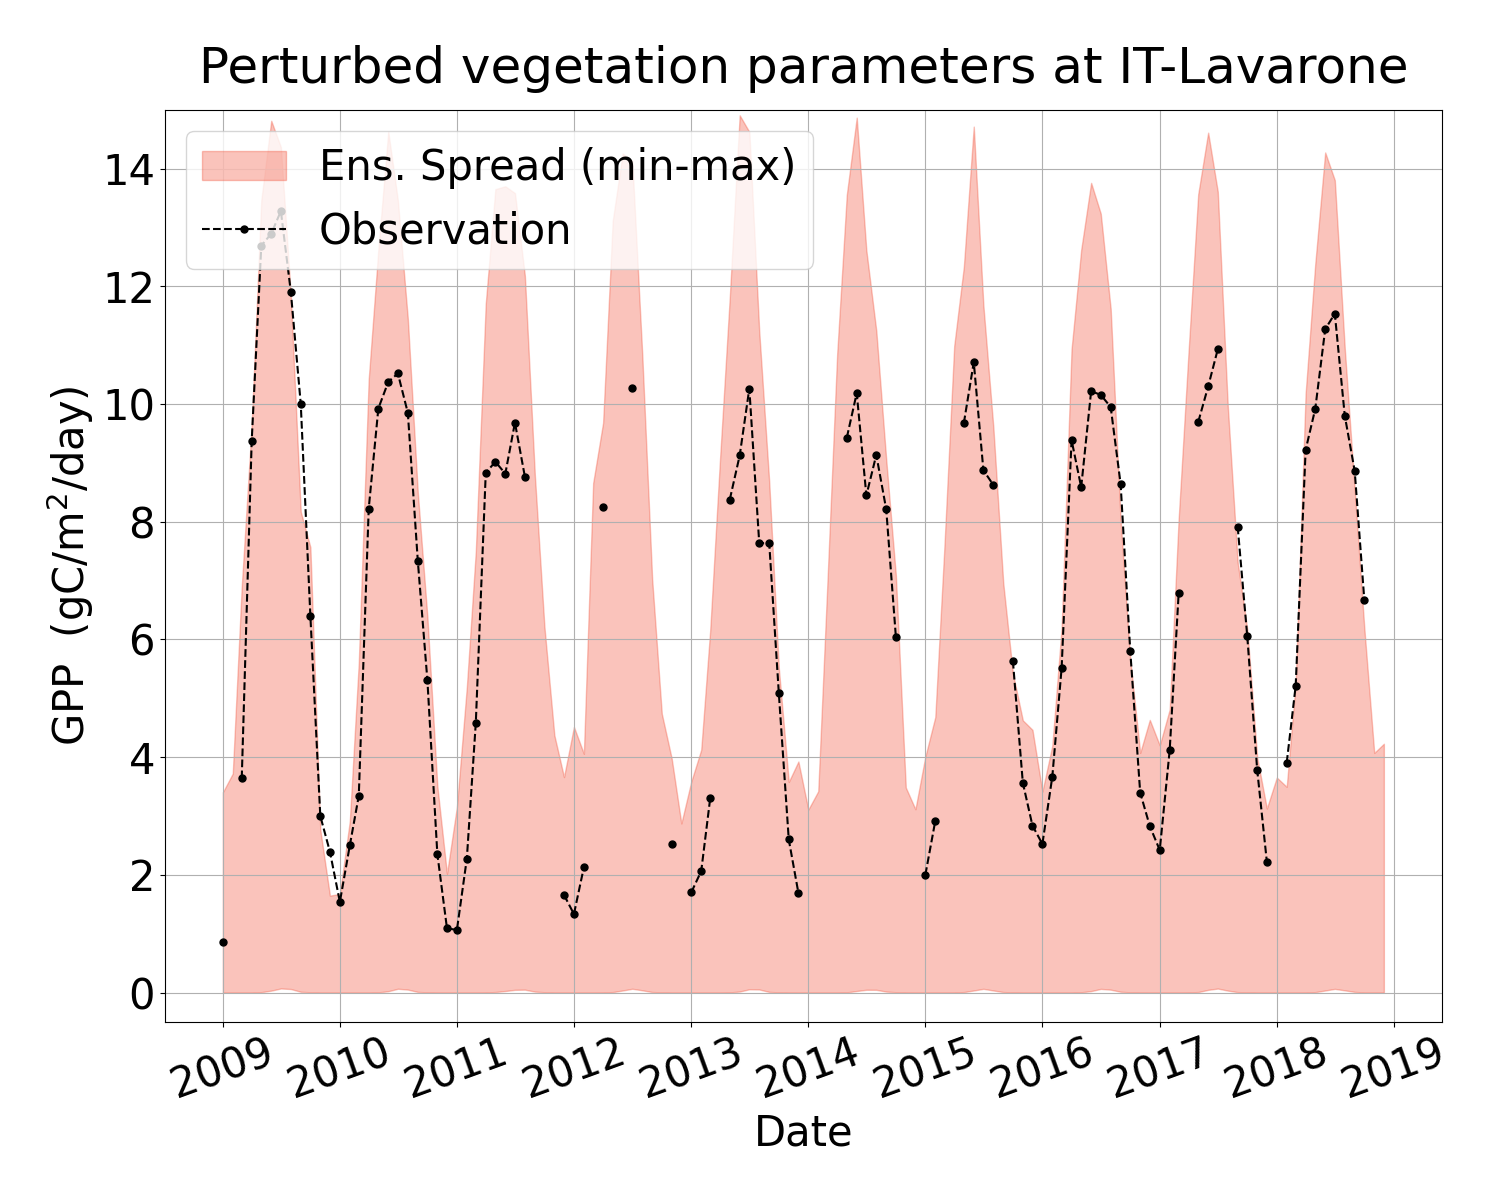 Perturbed vegetation parameters at IT-Lavarone
Ens. Spread (min-max)
Observation
14
12
10
8
6
4
2
0
GPP (gC/m²/day)
2009 2010 2011 2012 2013 2014 2015 2016 2017 2018 2019
Date